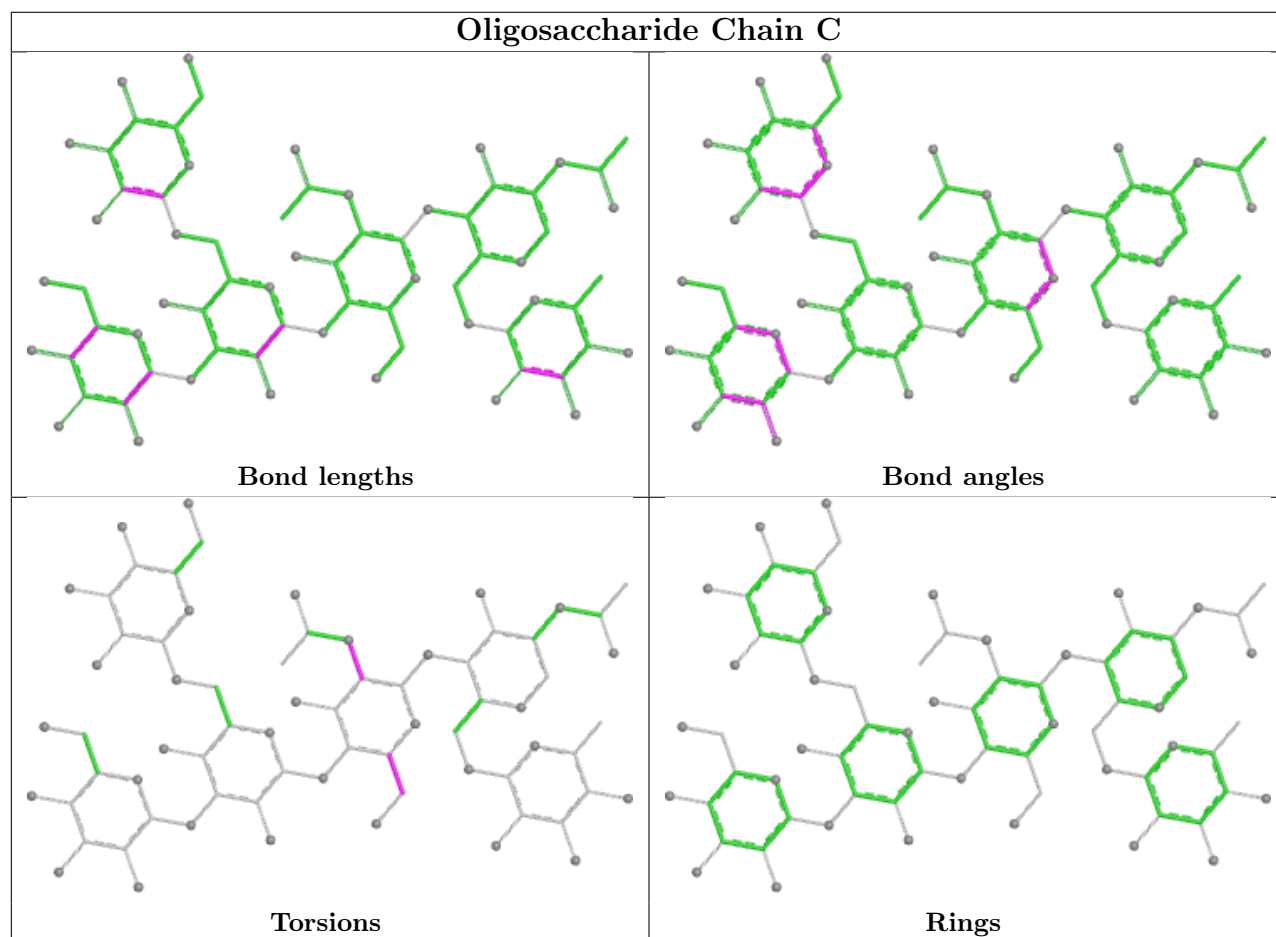 Oligosaccharide Chain C
Bond lengths
Bond angles
Torsions
Rings